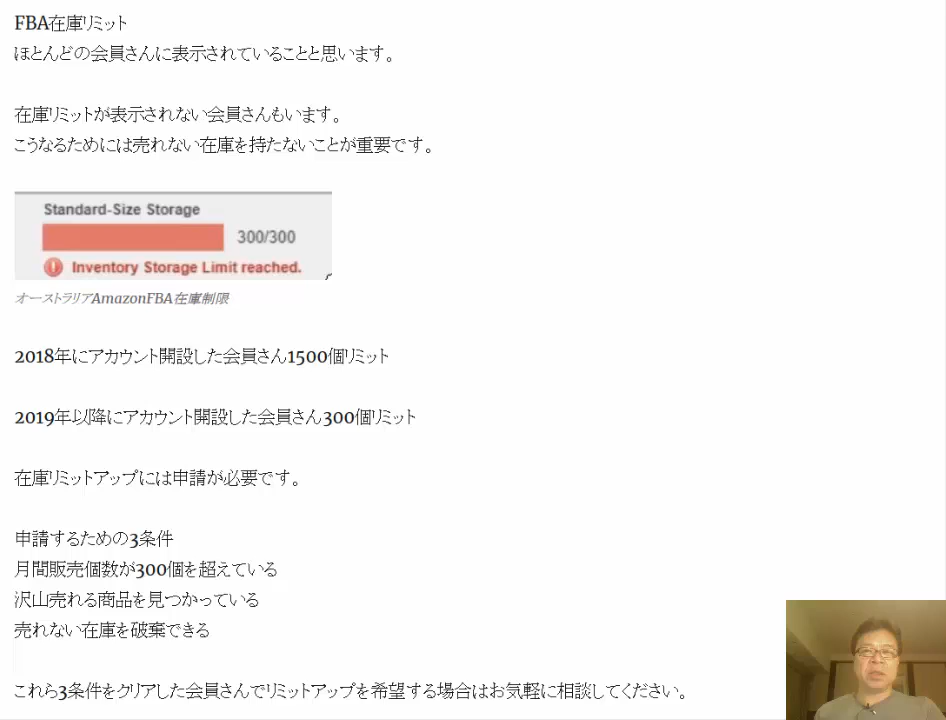 FBA在庫リミット
ほとんどの会員さんに表示されていることと思います。
在庫リミットが表示されない会員さんもいます。
こうなるためには売れない在庫を持たないことが重要です。
Standard-Size Storage
300/300
Inventory Storage Limit reached.
オーストラリアAmazonFBA在庫制限
2018年にアカウント開設した会員さん1500個リミット
2019年以降にアカウント開設した会員さん300個リミット
在庫リミットアップには申請が必要です。
申請するための3条件
月間販売個数が300個を超えている
沢山売れる商品を見つかっている
売れない在庫を破棄できる
これら3条件をクリアした会員さんでリミットアップを希望する場合はお気軽に相談してください。